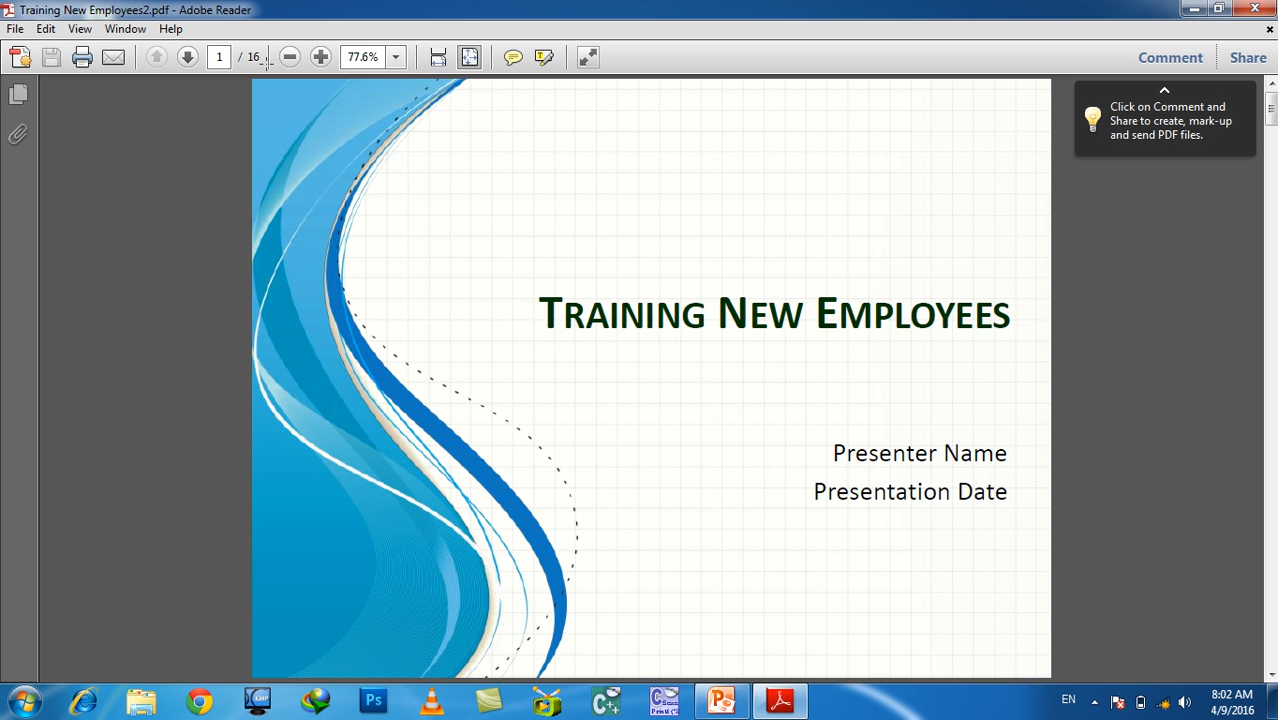 Training New Employees2.pdf - Adobe Reader
File Edit View Window Help
1 / 16 77.6% Comment Share
Click on Comment and
Share to create, mark-up
and send PDF files.
TRAINING NEW EMPLOYEES
Presenter Name
Presentation Date
EN 8:02 AM
4/9/2016